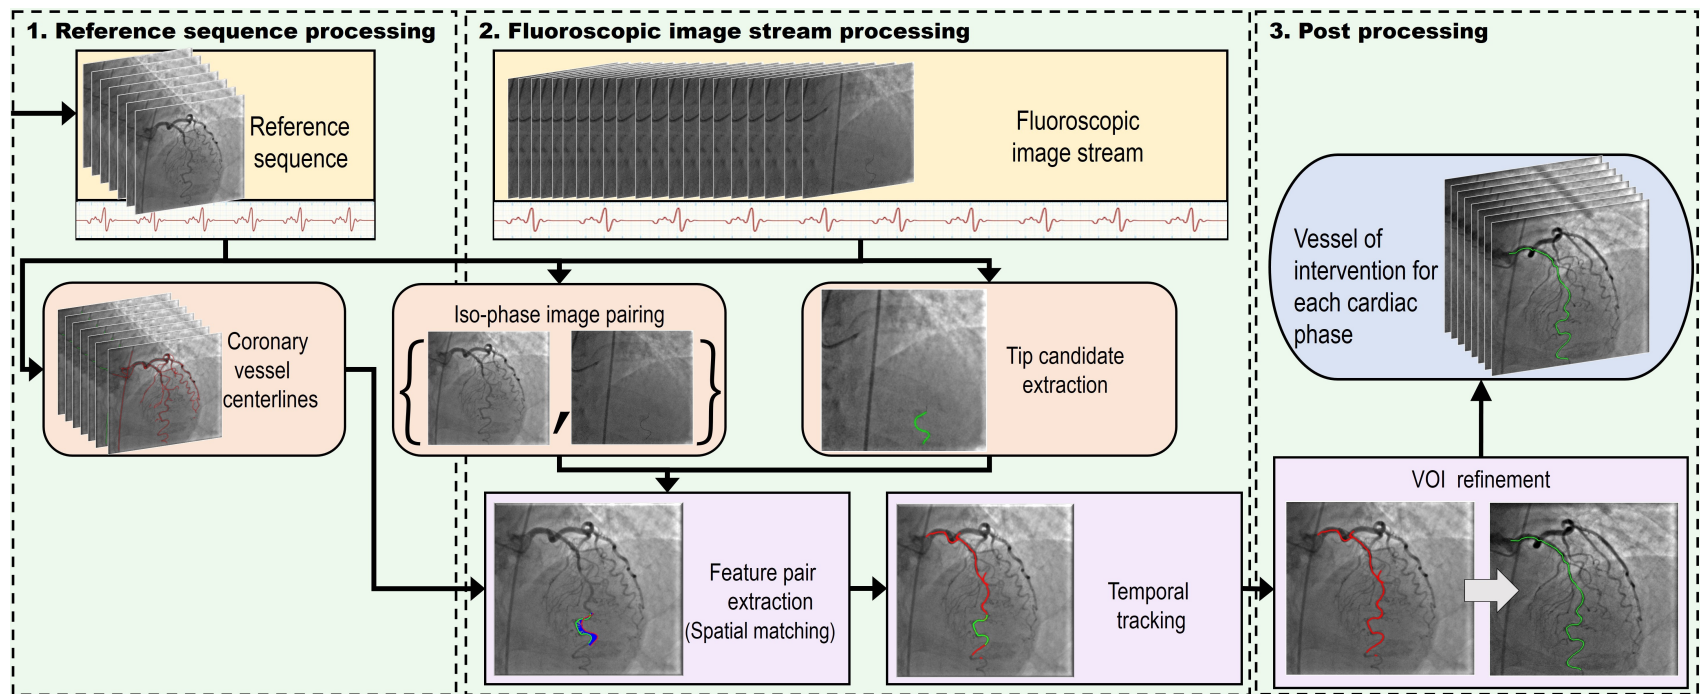 1. Reference sequence processing
2. Fluoroscopic image stream processing
3. Post processing
Reference
sequence
Fluoroscopic
image stream
Vessel of
intervention for
each cardiac
phase
Coronary
vessel
centerlines
Iso-phase image pairing
{ , }
Tip candidate
extraction
Feature pair
extraction
(Spatial matching)
Temporal
tracking
VOI refinement